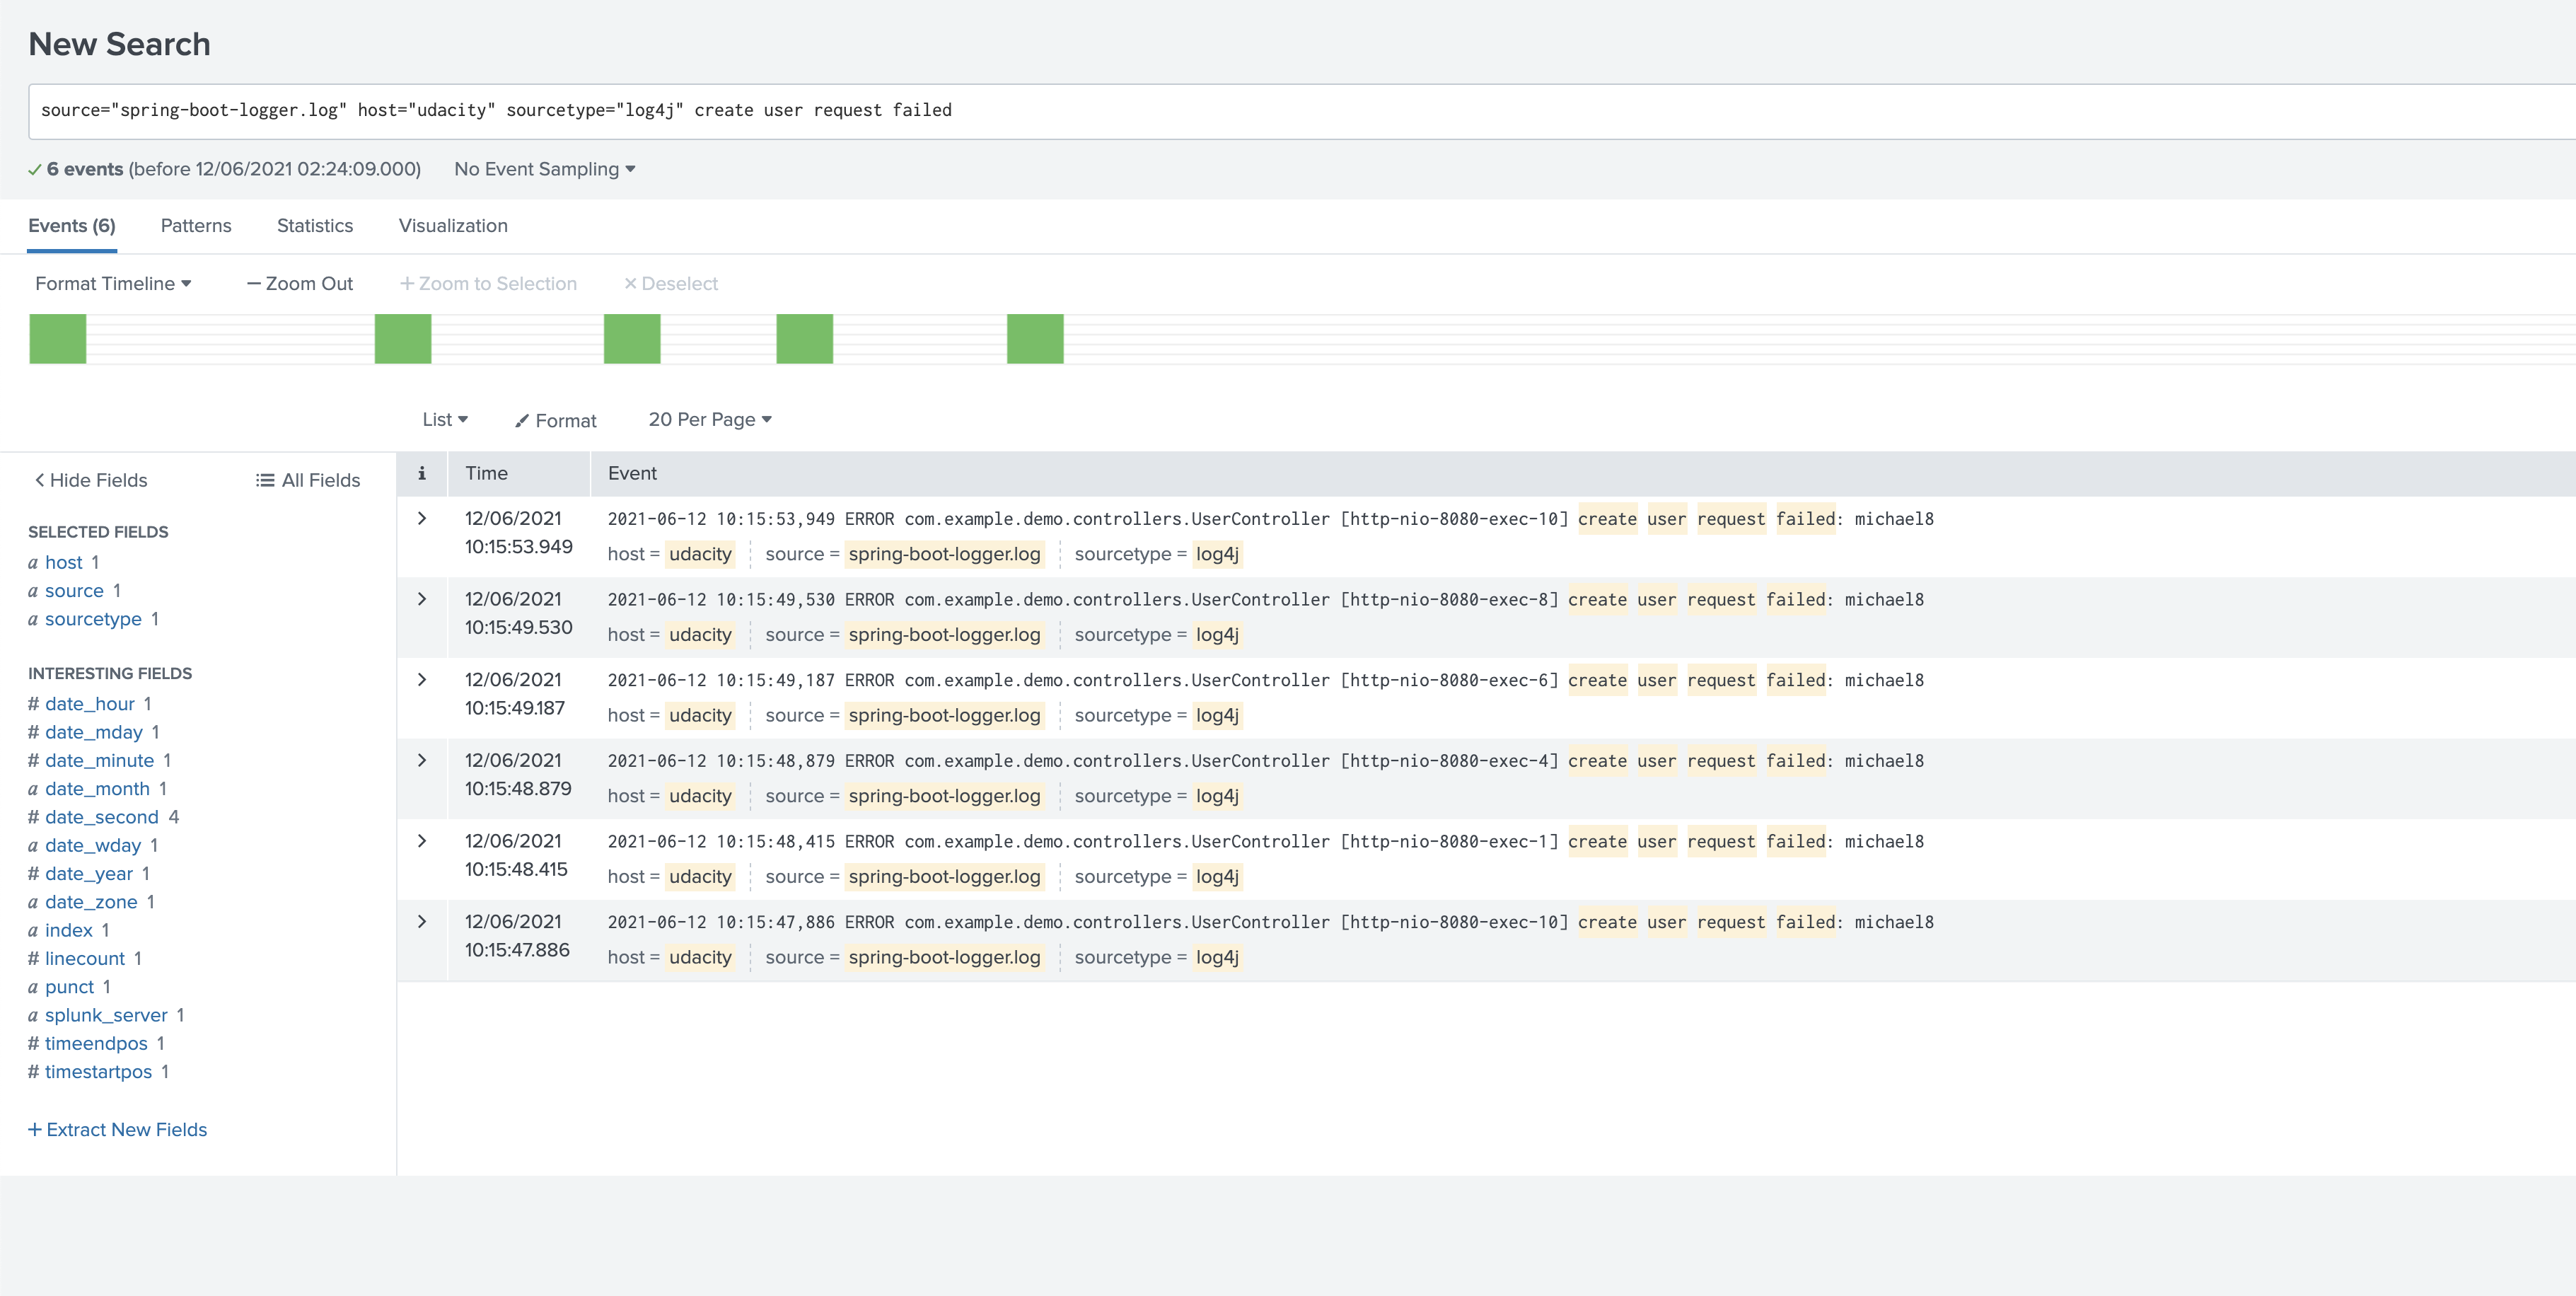 New Search
source="spring-boot-logger.log" host="udacity" sourcetype="log4j" create user request failed
6 events (before 12/06/2021 02:24:09.000) No Event Sampling
Events (6) Patterns Statistics Visualization
Format Timeline — Zoom Out + Zoom to Selection × Deselect
List Format 20 Per Page
< Hide Fields All Fields
SELECTED FIELDS
a host 1
a source 1
a sourcetype 1
INTERESTING FIELDS
# date_hour 1
# date_mday 1
# date_minute 1
a date_month 1
# date_second 4
a date_wday 1
# date_year 1
a date_zone 1
a index 1
# linecount 1
a punct 1
a splunk_server 1
# timeendpos 1
# timestartpos 1
+ Extract New Fields
i Time Event
> 12/06/2021 2021-06-12 10:15:53,949 ERROR com.example.demo.controllers.UserController [http-nio-8080-exec-10] create user request failed: michael8
10:15:53.949 host = udacity source = spring-boot-logger.log sourcetype = log4j
> 12/06/2021 2021-06-12 10:15:49,530 ERROR com.example.demo.controllers.UserController [http-nio-8080-exec-8] create user request failed: michael8
10:15:49.530 host = udacity source = spring-boot-logger.log sourcetype = log4j
> 12/06/2021 2021-06-12 10:15:49,187 ERROR com.example.demo.controllers.UserController [http-nio-8080-exec-6] create user request failed: michael8
10:15:49.187 host = udacity source = spring-boot-logger.log sourcetype = log4j
> 12/06/2021 2021-06-12 10:15:48,879 ERROR com.example.demo.controllers.UserController [http-nio-8080-exec-4] create user request failed: michael8
10:15:48.879 host = udacity source = spring-boot-logger.log sourcetype = log4j
> 12/06/2021 2021-06-12 10:15:48,415 ERROR com.example.demo.controllers.UserController [http-nio-8080-exec-1] create user request failed: michael8
10:15:48.415 host = udacity source = spring-boot-logger.log sourcetype = log4j
> 12/06/2021 2021-06-12 10:15:47,886 ERROR com.example.demo.controllers.UserController [http-nio-8080-exec-10] create user request failed: michael8
10:15:47.886 host = udacity source = spring-boot-logger.log sourcetype = log4j